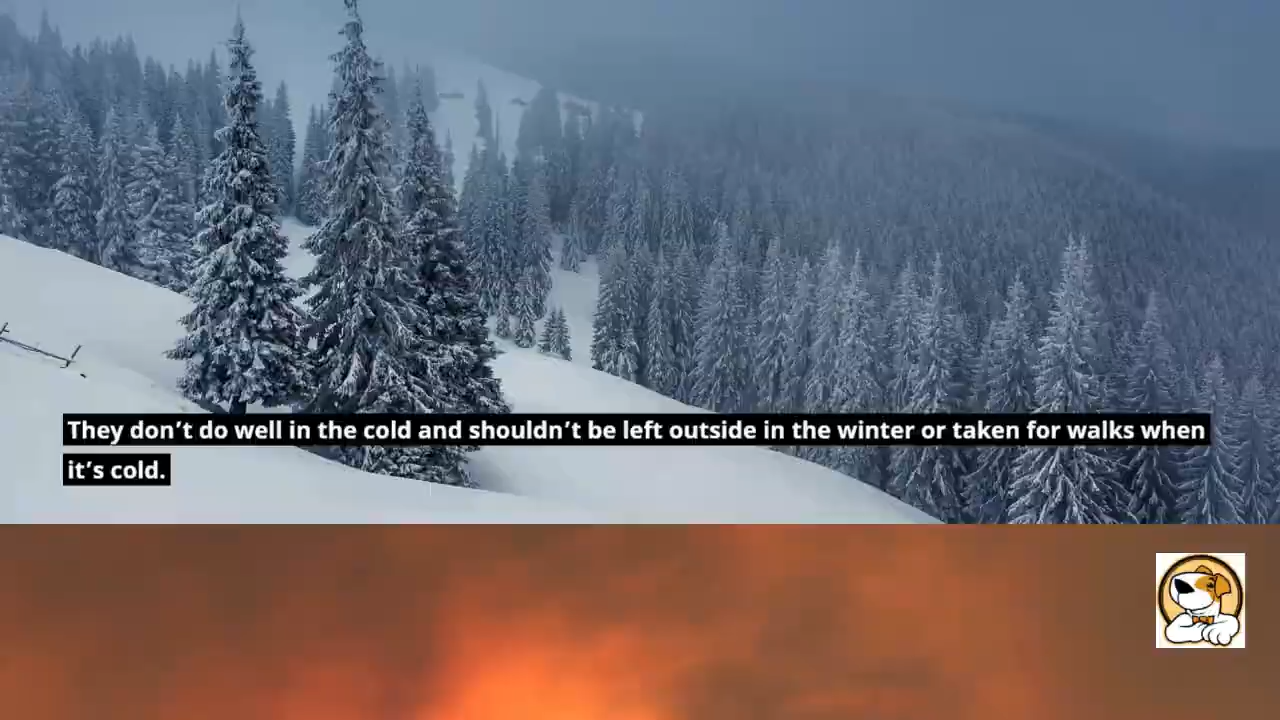 They don’t do well in the cold and shouldn’t be left outside in the winter or taken for walks when
it’s cold.